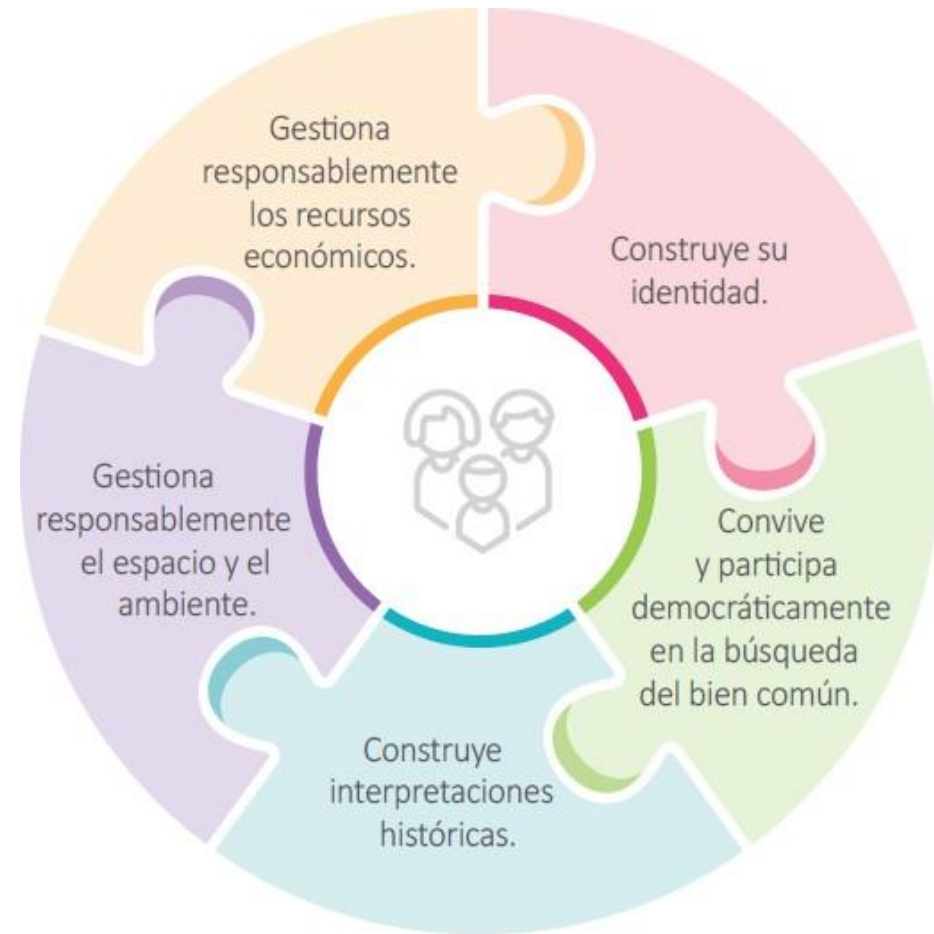 Gestiona
responsablemente
los recursos
económicos.
Construye su
identidad.
Convive
y participa
democráticamente
en la búsqueda
del bien común.
Construye
interpretaciones
históricas.
Gestiona
responsablemente
el espacio y el
ambiente.